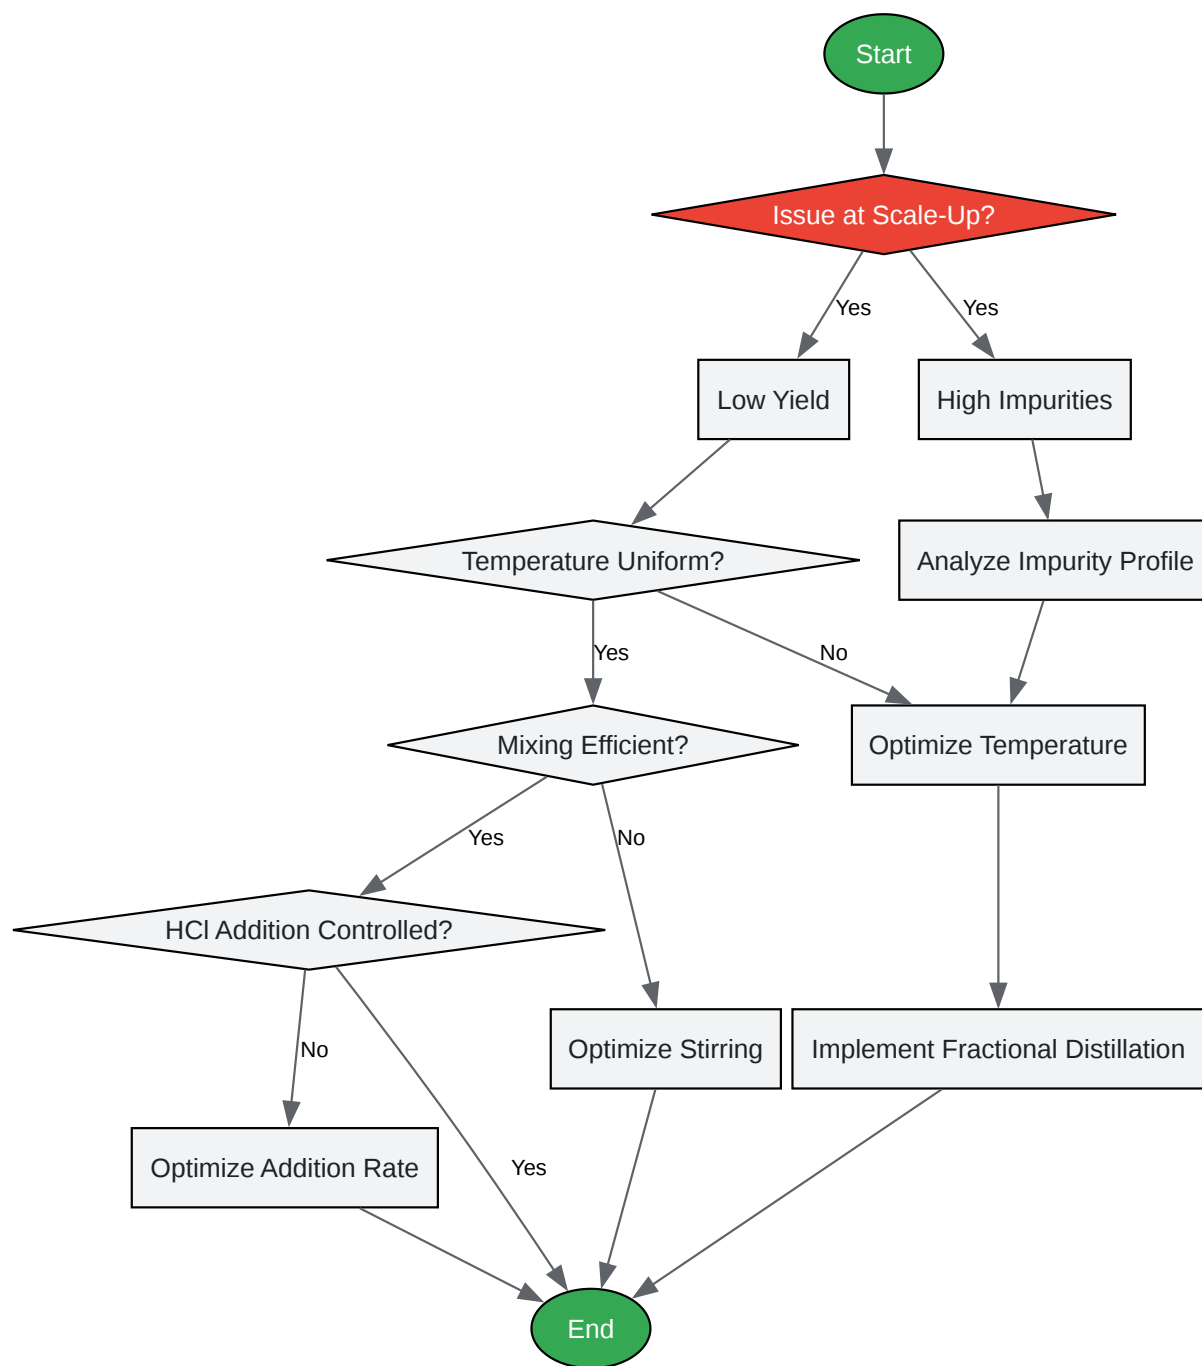 Start
Issue at Scale-Up?
Yes
Yes
Low Yield
High Impurities
Temperature Uniform?
Analyze Impurity Profile
Yes
No
Mixing Efficient?
Optimize Temperature
Yes
No
HCl Addition Controlled?
No
Optimize Stirring
Implement Fractional Distillation
Optimize Addition Rate
Yes
End